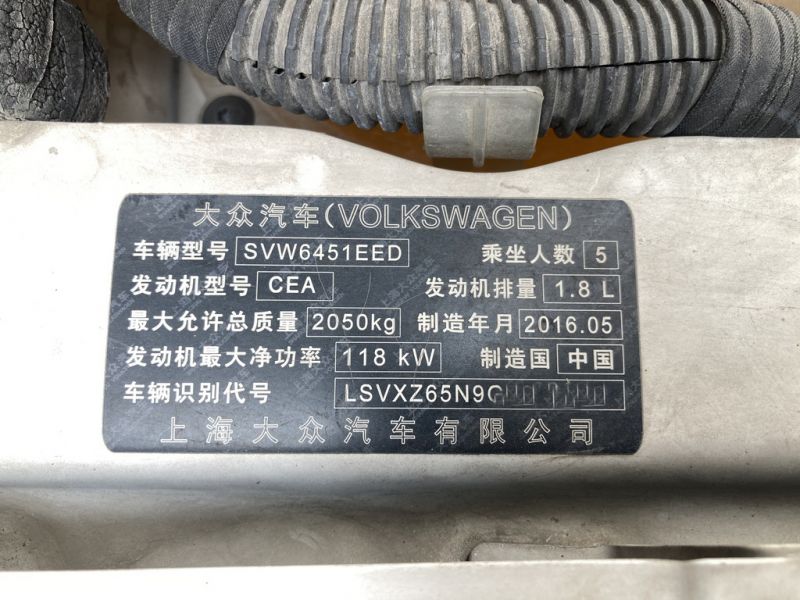 大众汽车(VOLKSWAGEN)
车辆型号 SVW6451EED 乘坐人数 5
发动机型号 CEA 发动机排量 1.8 L
最大允许总质量 2050kg 制造年月 2016.05
发动机最大净功率 118 kW 制造国 中国
车辆识别代号 LSVXZ65N9G
上海大众汽车有限公司